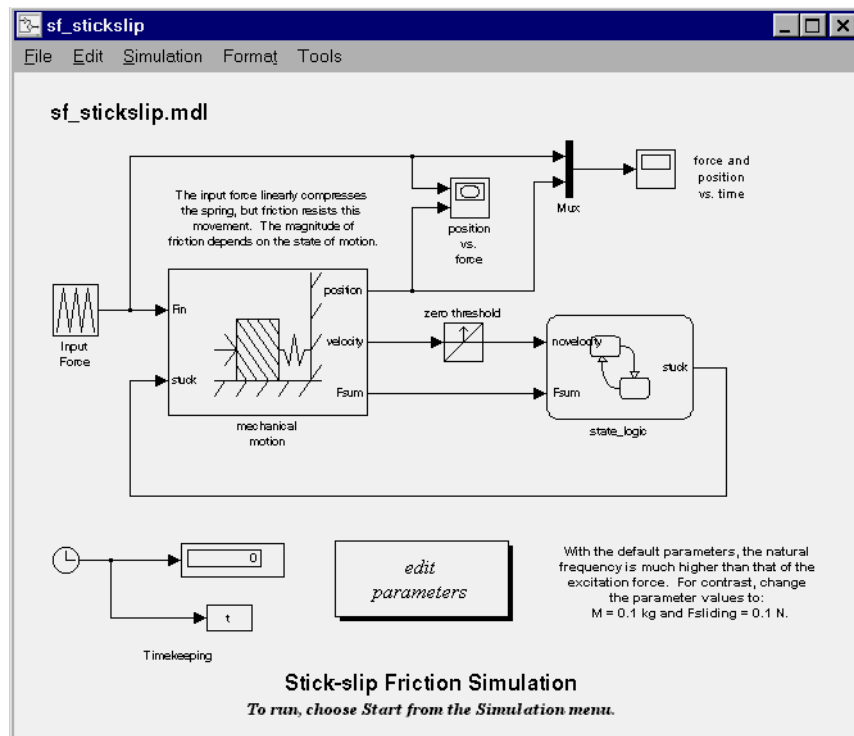 sf_stickslip
File Edit Simulation Format Tools
sf_stickslip.mdl
The input force linearly compresses
the spring, but friction resists this
movement. The magnitude of
friction depends on the state of motion.
position
vs.
force
Mux
force and
position
vs. time
Input
Force
Fin
stuck
position
velocity
Fsum
mechanical
motion
zero threshold
novelocity
Fsum
stuck
state_logic
0
t
Timekeeping
edit
parameters
With the default parameters, the natural
frequency is much higher than that of the
excitation force. For contrast, change
the parameter values to:
M = 0.1 kg and Fsliding = 0.1 N.
Stick-slip Friction Simulation
To run, choose Start from the Simulation menu.